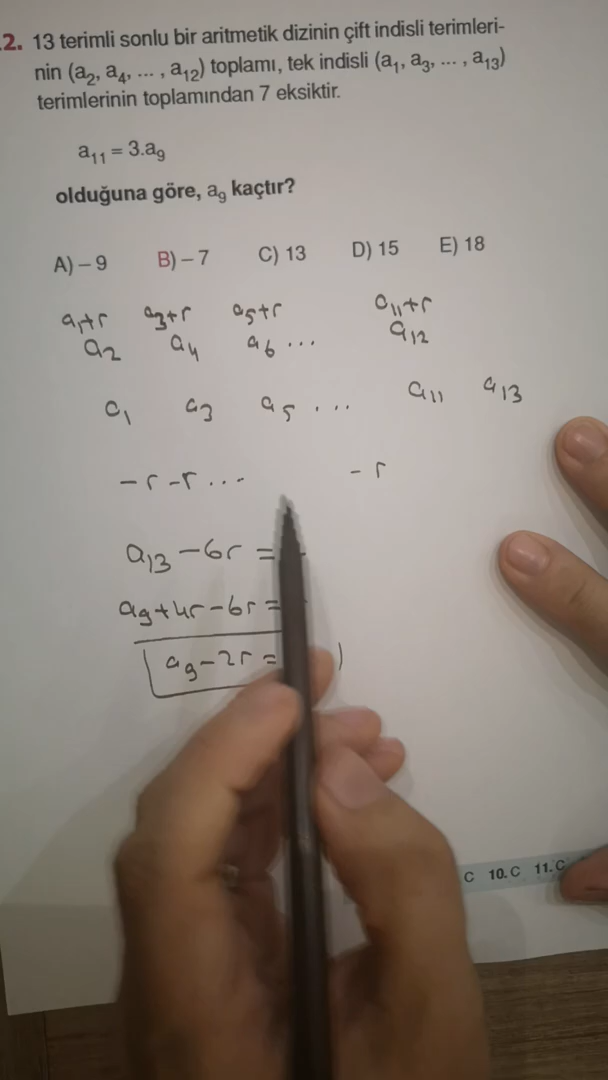 2. 13 terimli sonlu bir aritmetik dizinin çift indisli terimleri-
nin (a₂, a₄, ... , a₁₂) toplamı, tek indisli (a₁, a₃, ... , a₁₃)
terimlerinin toplamından 7 eksiktir.
a₁₁ = 3.a₉
olduğuna göre, a₉ kaçtır?
A) – 9 B) – 7 C) 13 D) 15 E) 18
a₁+r a₃+r a₅+r a₁₁+r
a₂ a₄ a₆ ... a₁₂
a₁ a₃ a₅ ... a₁₁ a₁₃
-r -r ... -r
a₁₃ -6r =
a₉+4r-6r=
a₉-2r=
C 10. C 11. C